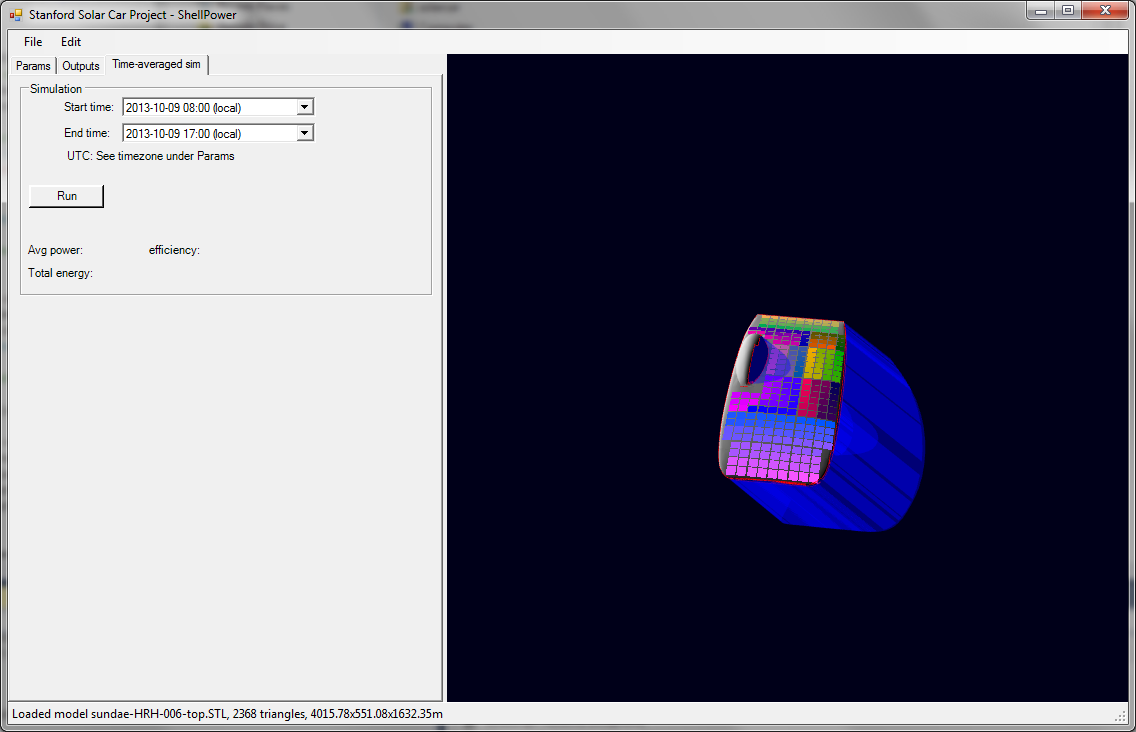 Stanford Solar Car Project - ShellPower
File Edit
Params Outputs Time-averaged sim
Simulation
Start time: 2013-10-09 08:00 (local)
End time: 2013-10-09 17:00 (local)
UTC: See timezone under Params
Run
Avg power: efficiency:
Total energy:
Loaded model sundae-HRH-006-top.STL, 2368 triangles, 4015.78x551.08x1632.35m